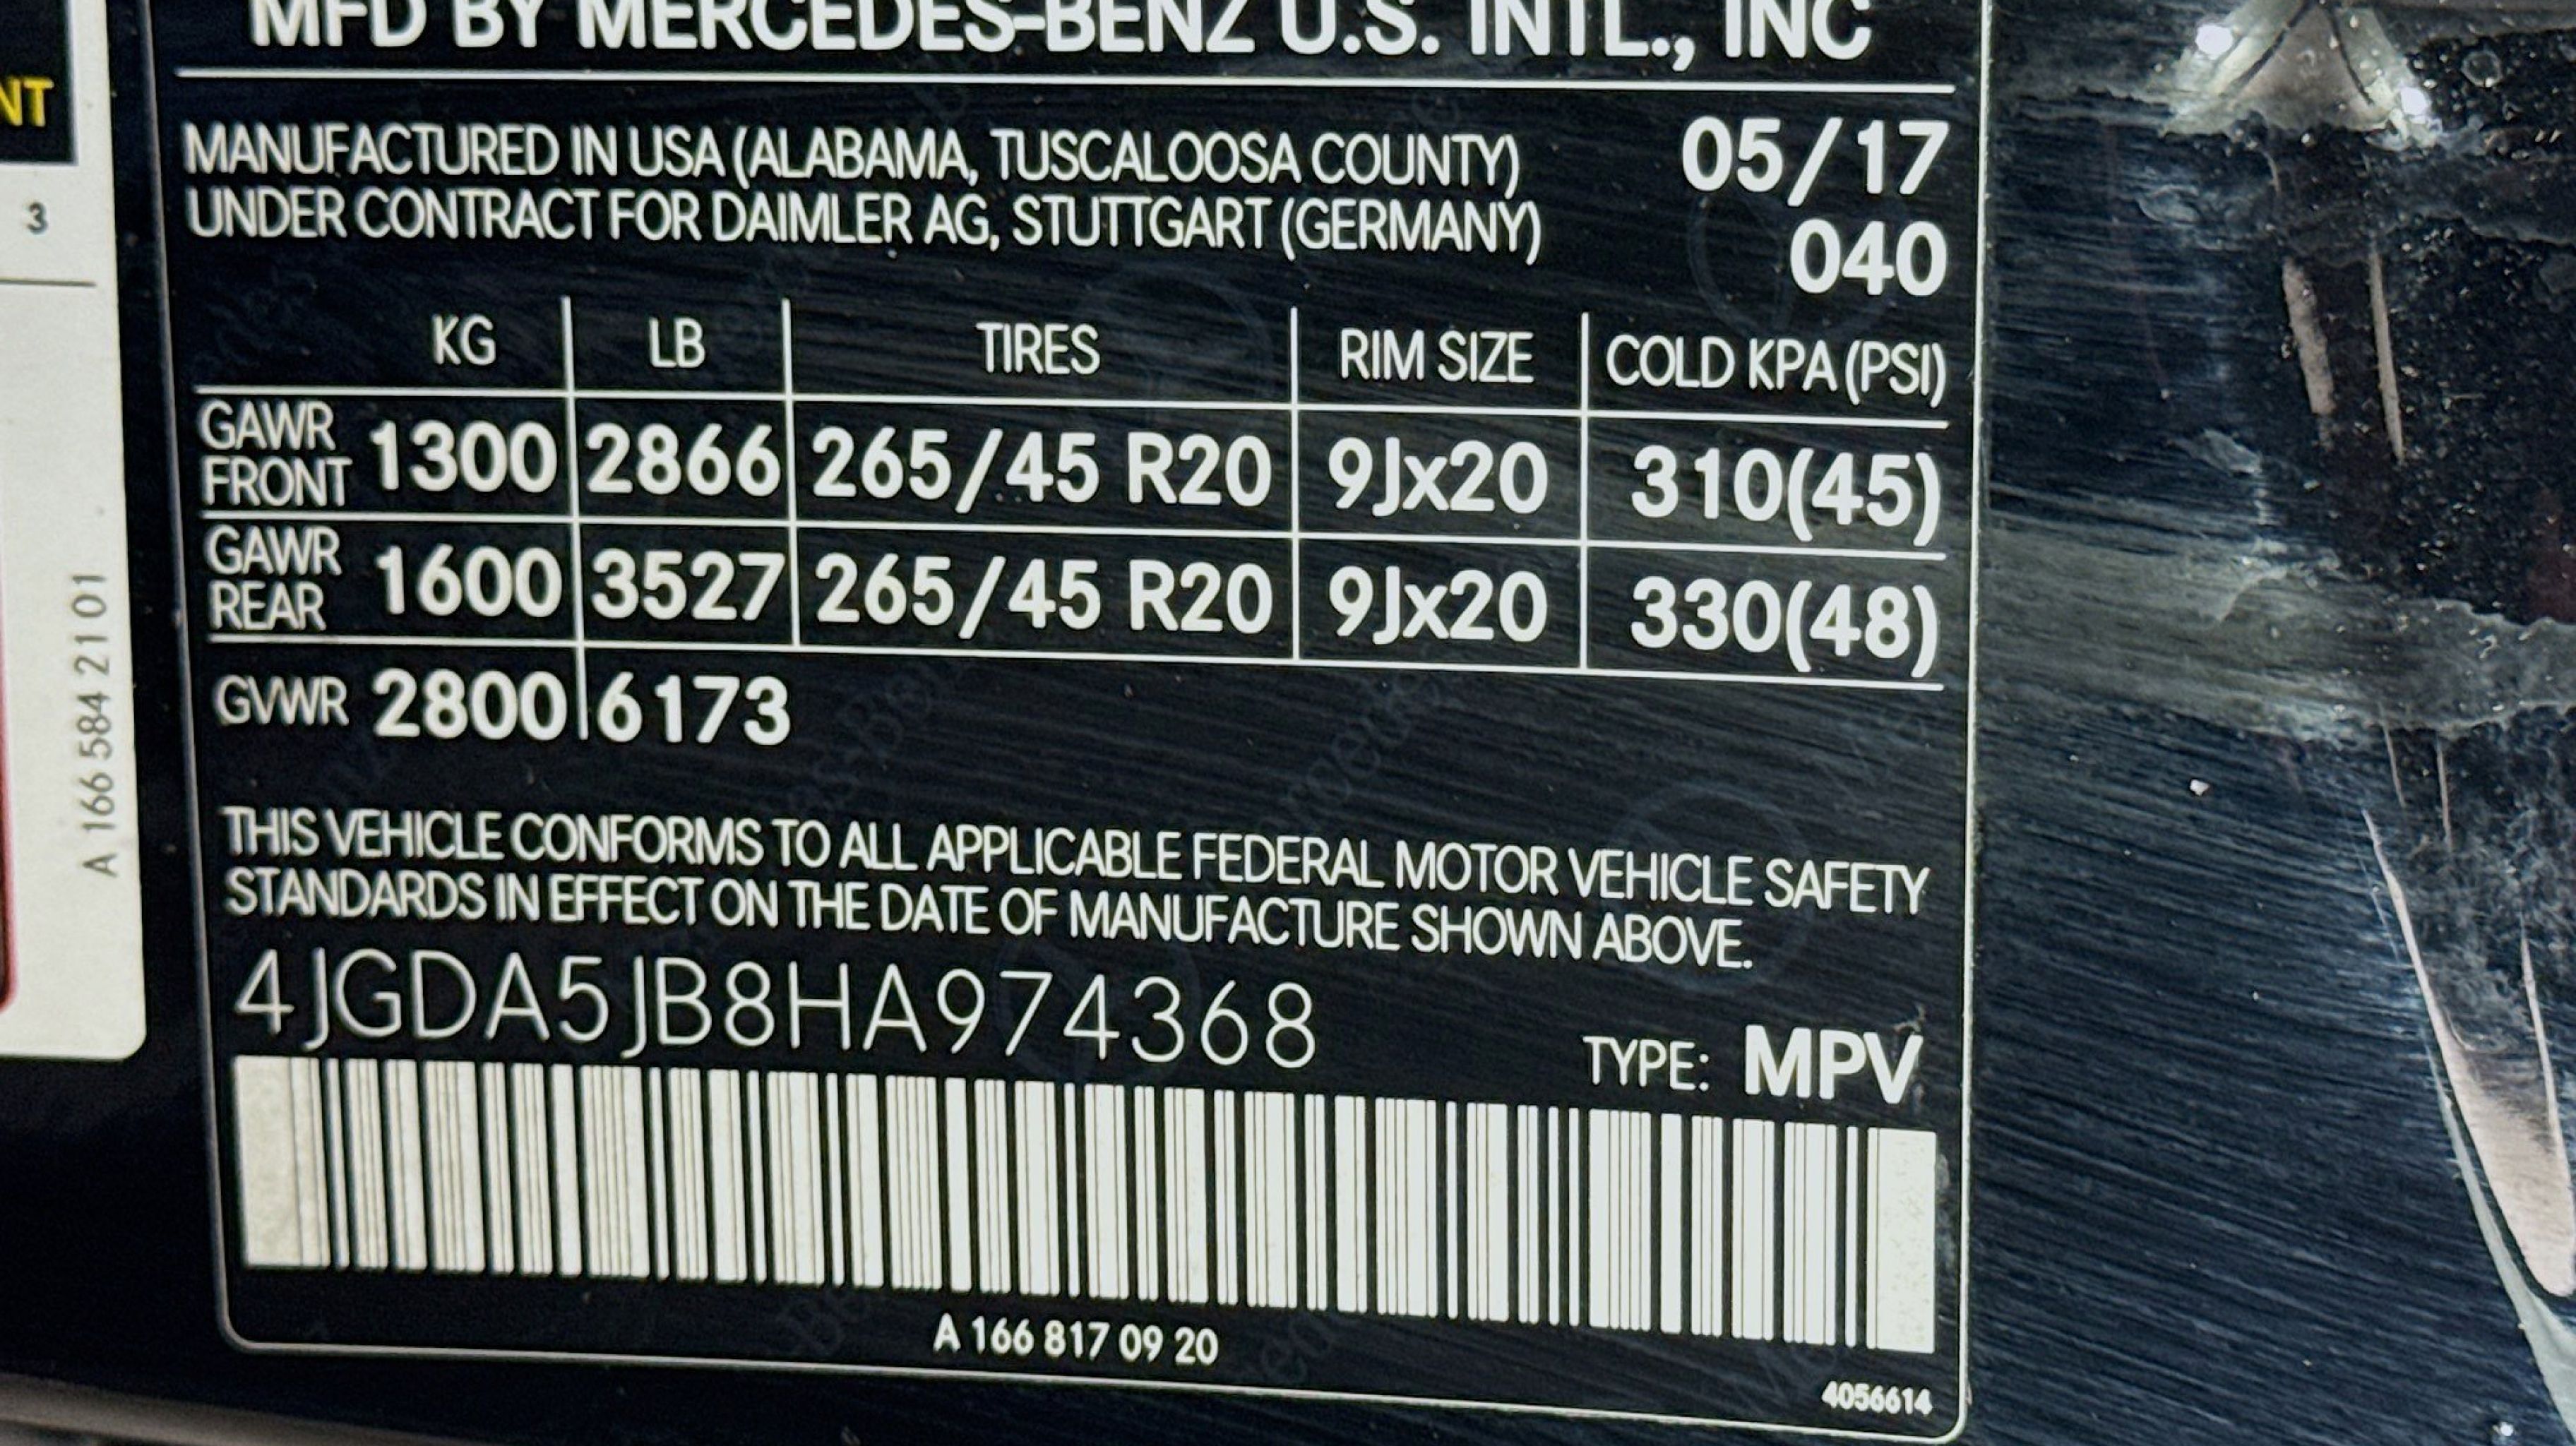 MFD BY MERCEDES-BENZ U.S. INTL., INC
NT
3
A 166 584 21 01
MANUFACTURED IN USA (ALABAMA, TUSCALOOSA COUNTY) 05/17
UNDER CONTRACT FOR DAIMLER AG, STUTTGART (GERMANY) 040
KG LB TIRES RIM SIZE COLD KPA (PSI)
GAWR FRONT 1300 2866 265/45 R20 9Jx20 310(45)
GAWR REAR 1600 3527 265/45 R20 9Jx20 330(48)
GVWR 2800 6173
THIS VEHICLE CONFORMS TO ALL APPLICABLE FEDERAL MOTOR VEHICLE SAFETY
STANDARDS IN EFFECT ON THE DATE OF MANUFACTURE SHOWN ABOVE.
4JGDA5JB8HA974368
TYPE: MPV
A 166 817 09 20
4056614